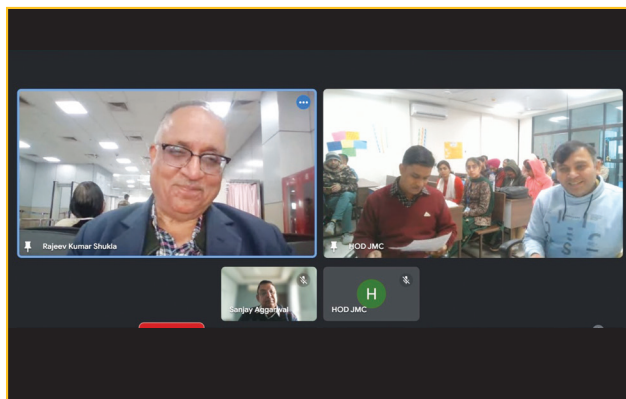 Rajeev Kumar Shukla
HOD JMC
Sanjay Aggarwal
H
HOD JMC